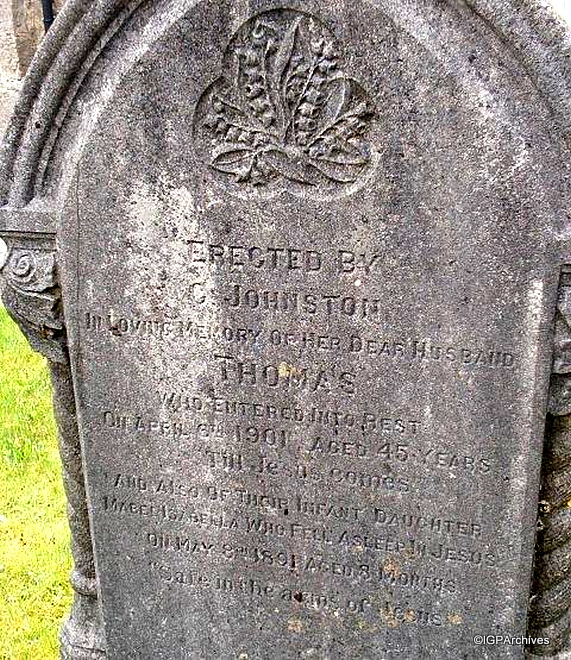 ERECTED BY
C. JOHNSTON
IN LOVING MEMORY OF HER DEAR HUSBAND
THOMAS
WHO ENTERED INTO REST
ON APRIL 6TH 1901 AGED 45 YEARS
"Till Jesus comes"
AND ALSO OF THEIR INFANT DAUGHTER
MABEL ISABELLA WHO FELL ASLEEP IN JESUS
ON MAY 8TH 1891 AGED 8 MONTHS
"Safe in the arms of Jesus"
©IGPArchives